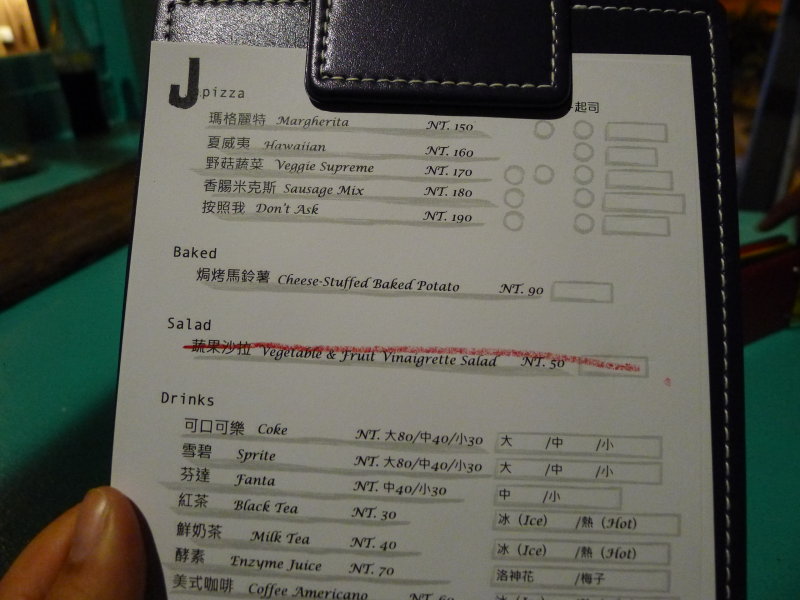 J.pizza
起司
瑪格麗特 Margherita NT. 150
夏威夷 Hawaiian NT. 160
野菇蔬菜 Veggie Supreme NT. 170
香腸米克斯 Sausage Mix NT. 180
按照我 Don't Ask NT. 190
Baked
焗烤馬鈴薯 Cheese-Stuffed Baked Potato NT. 90
Salad
蔬果沙拉 Vegetable & Fruit Vinaigrette Salad NT. 50
Drinks
可口可樂 Coke NT. 大80/中40/小30 大 /中 /小
雪碧 Sprite NT. 大80/中40/小30 大 /中 /小
芬達 Fanta NT. 中40/小30 中 /小
紅茶 Black Tea NT. 30 冰 (Ice) /熱 (Hot)
鮮奶茶 Milk Tea NT. 40 冰 (Ice) /熱 (Hot)
酵素 Enzyme Juice NT. 70 洛神花 /梅子
美式咖啡 Coffee Americano NT. 60